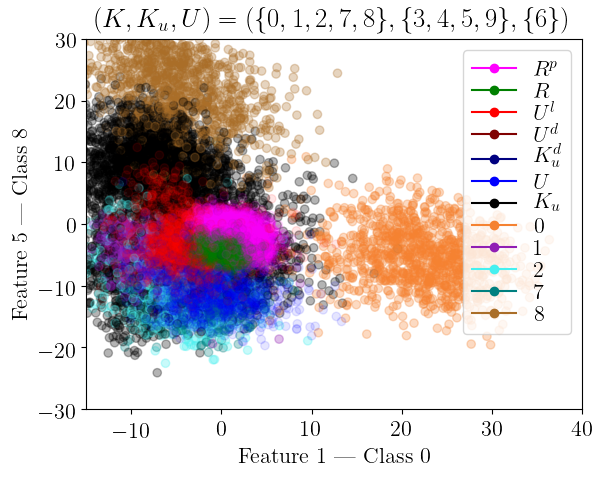 (K, K_u, U) = ({0, 1, 2, 7, 8}, {3, 4, 5, 9}, {6})
30
20
10
0
−10
−20
−30
Feature 5 — Class 8
R^p
R
U^l
U^d
K_u^d
U
K_u
0
1
2
7
8
−10 0 10 20 30 40
Feature 1 — Class 0